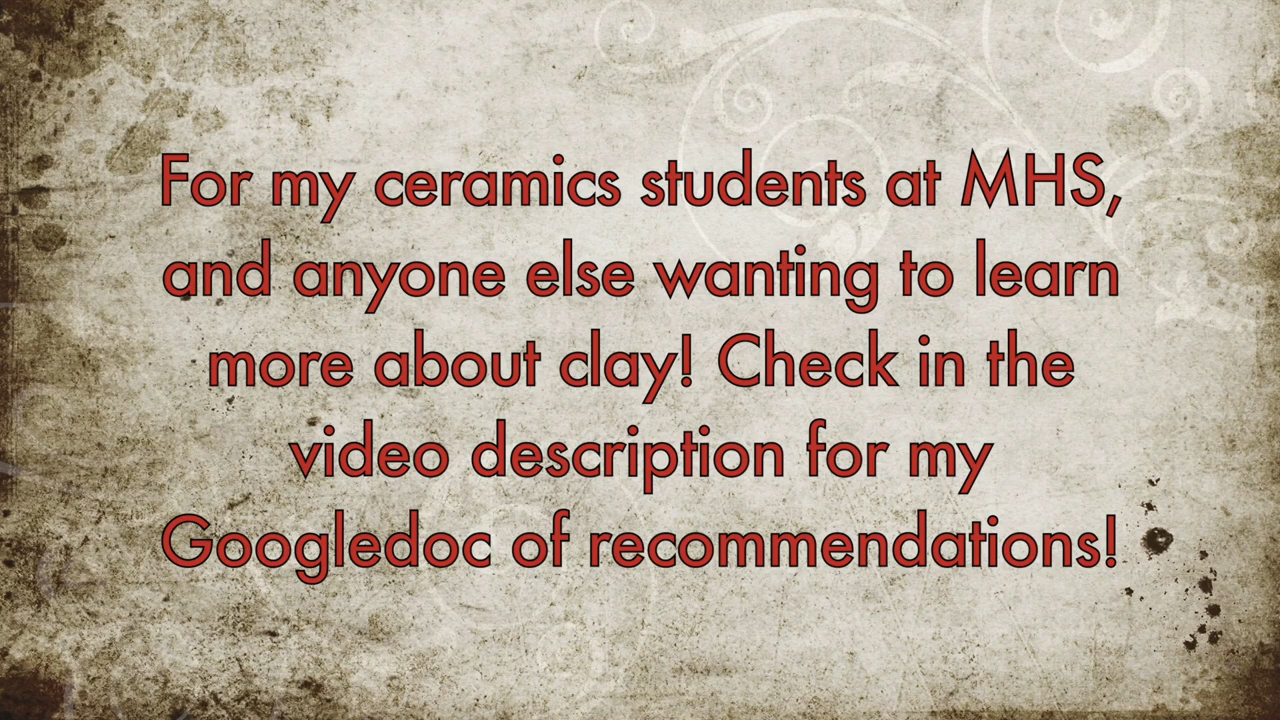 For my ceramics students at MHS,
and anyone else wanting to learn
more about clay! Check in the
video description for my
Googledoc of recommendations!